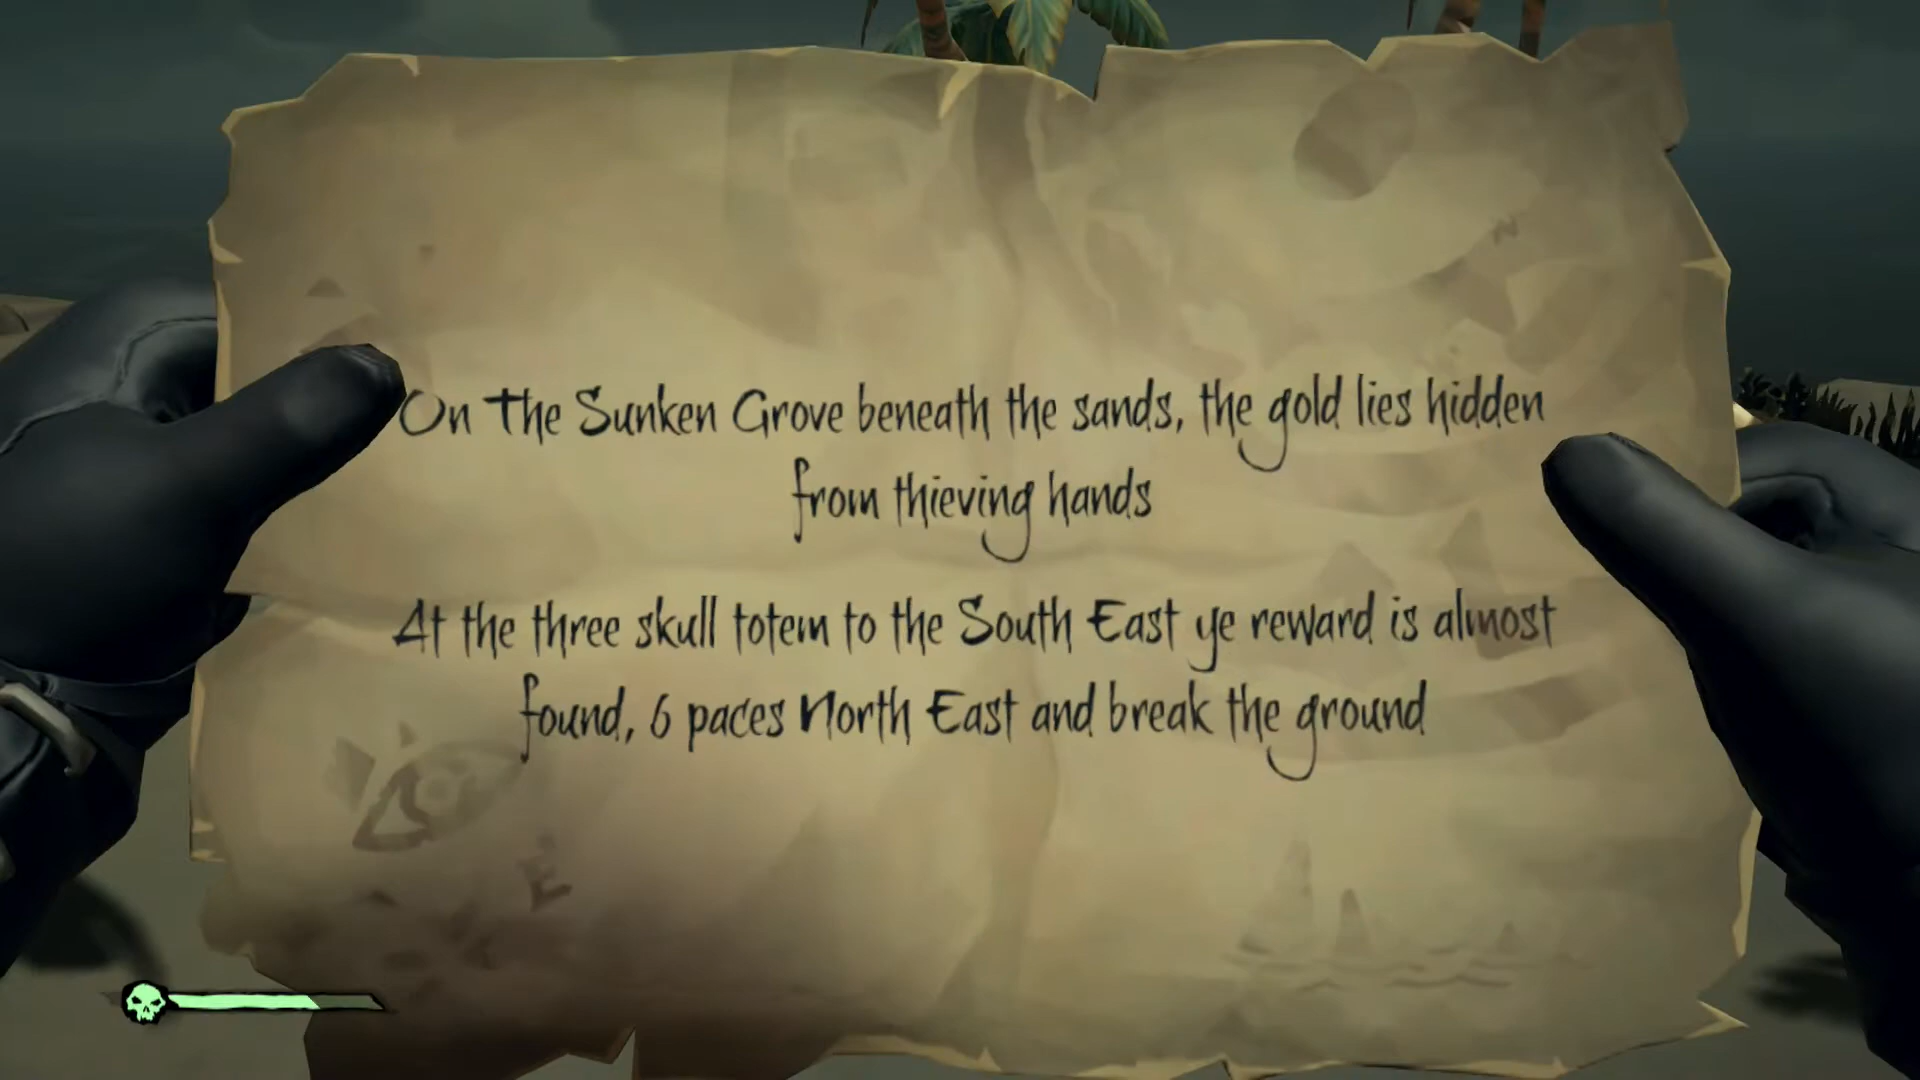 On The Sunken Grove beneath the sands, the gold lies hidden
from thieving hands
At the three skull totem to the South East ye reward is almost
found, 6 paces North East and break the ground
N
E